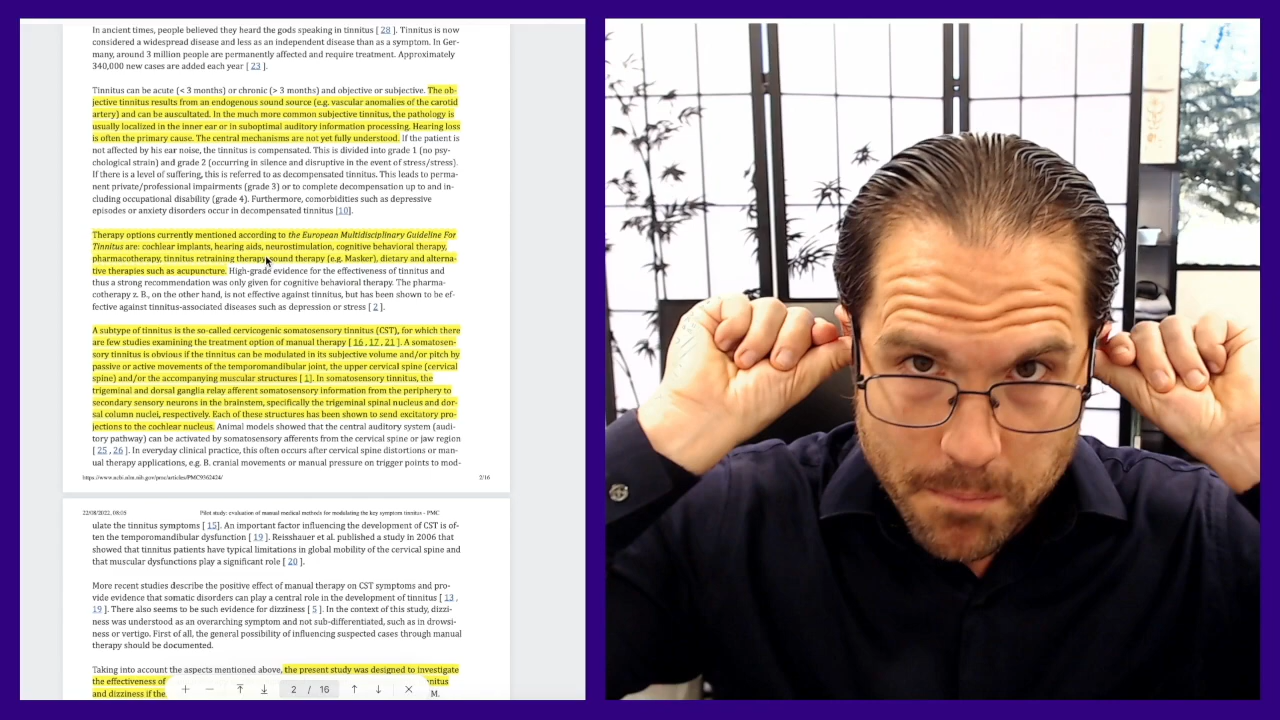 In ancient times, people believed they heard the gods speaking in tinnitus [ 28 ]. Tinnitus is now
considered a widespread disease and less as an independent disease than as a symptom. In Ger-
many, around 3 million people are permanently affected and require treatment. Approximately
340,000 new cases are added each year [ 23 ].
Tinnitus can be acute (< 3 months) or chronic (> 3 months) and objective or subjective. The ob-
jective tinnitus results from an endogenous sound source (e.g. vascular anomalies of the carotid
artery) and can be auscultated. In the much more common subjective tinnitus, the pathology is
usually localized in the inner ear or in suboptimal auditory information processing. Hearing loss
is often the primary cause. The central mechanisms are not yet fully understood. If the patient is
not affected by his ear noise, the tinnitus is compensated. This is divided into grade 1 (no psy-
chological strain) and grade 2 (occurring in silence and disruptive in the event of stress/stress).
If there is a level of suffering, this is referred to as decompensated tinnitus. This leads to perma-
nent private/professional impairments (grade 3) or to complete decompensation up to and in-
cluding occupational disability (grade 4). Furthermore, comorbidities such as depressive
episodes or anxiety disorders occur in decompensated tinnitus [10].
Therapy options currently mentioned according to the European Multidisciplinary Guideline For
Tinnitus are: cochlear implants, hearing aids, neurostimulation, cognitive behavioral therapy,
pharmacotherapy, tinnitus retraining therapy, sound therapy (e.g. Masker), dietary and alterna-
tive therapies such as acupuncture. High-grade evidence for the effectiveness of tinnitus and
thus a strong recommendation was only given for cognitive behavioral therapy. The pharma-
cotherapy z. B., on the other hand, is not effective against tinnitus, but has been shown to be ef-
fective against tinnitus-associated diseases such as depression or stress [ 2 ].
A subtype of tinnitus is the so-called cervicogenic somatosensory tinnitus (CST), for which there
are few studies examining the treatment option of manual therapy [ 16 , 17 , 21 ]. A somatosen-
sory tinnitus is obvious if the tinnitus can be modulated in its subjective volume and/or pitch by
passive or active movements of the temporomandibular joint, the upper cervical spine (cervical
spine) and/or the accompanying muscular structures [ 1]. In somatosensory tinnitus, the
trigeminal and dorsal ganglia relay afferent somatosensory information from the periphery to
secondary sensory neurons in the brainstem, specifically the trigeminal spinal nucleus and dor-
sal column nuclei, respectively. Each of these structures has been shown to send excitatory pro-
jections to the cochlear nucleus. Animal models showed that the central auditory system (audi-
tory pathway) can be activated by somatosensory afferents from the cervical spine or jaw region
[ 25 , 26 ]. In everyday clinical practice, this often occurs after cervical spine distortions or man-
ual therapy applications, e.g. B. cranial movements or manual pressure on trigger points to mod-
https://www.ncbi.nlm.nih.gov/pmc/articles/PMC9362424/ 2/16
22/08/2022, 08:05 Pilot study: evaluation of manual medical methods for modulating the key symptom tinnitus - PMC
ulate the tinnitus symptoms [ 15]. An important factor influencing the development of CST is of-
ten the temporomandibular dysfunction [ 19 ]. Reisshauer et al. published a study in 2006 that
showed that tinnitus patients have typical limitations in global mobility of the cervical spine and
that muscular dysfunctions play a significant role [ 20 ].
More recent studies describe the positive effect of manual therapy on CST symptoms and pro-
vide evidence that somatic disorders can play a central role in the development of tinnitus [ 13 ,
19 ]. There also seems to be such evidence for dizziness [ 5 ]. In the context of this study, dizzi-
ness was understood as an overarching symptom and not sub-differentiated, such as in drowsi-
ness or vertigo. First of all, the general possibility of influencing suspected cases through manual
therapy should be documented.
Taking into account the aspects mentioned above, the present study was designed to investigate
the effectiveness of
and dizziness if the M.
2 / 16